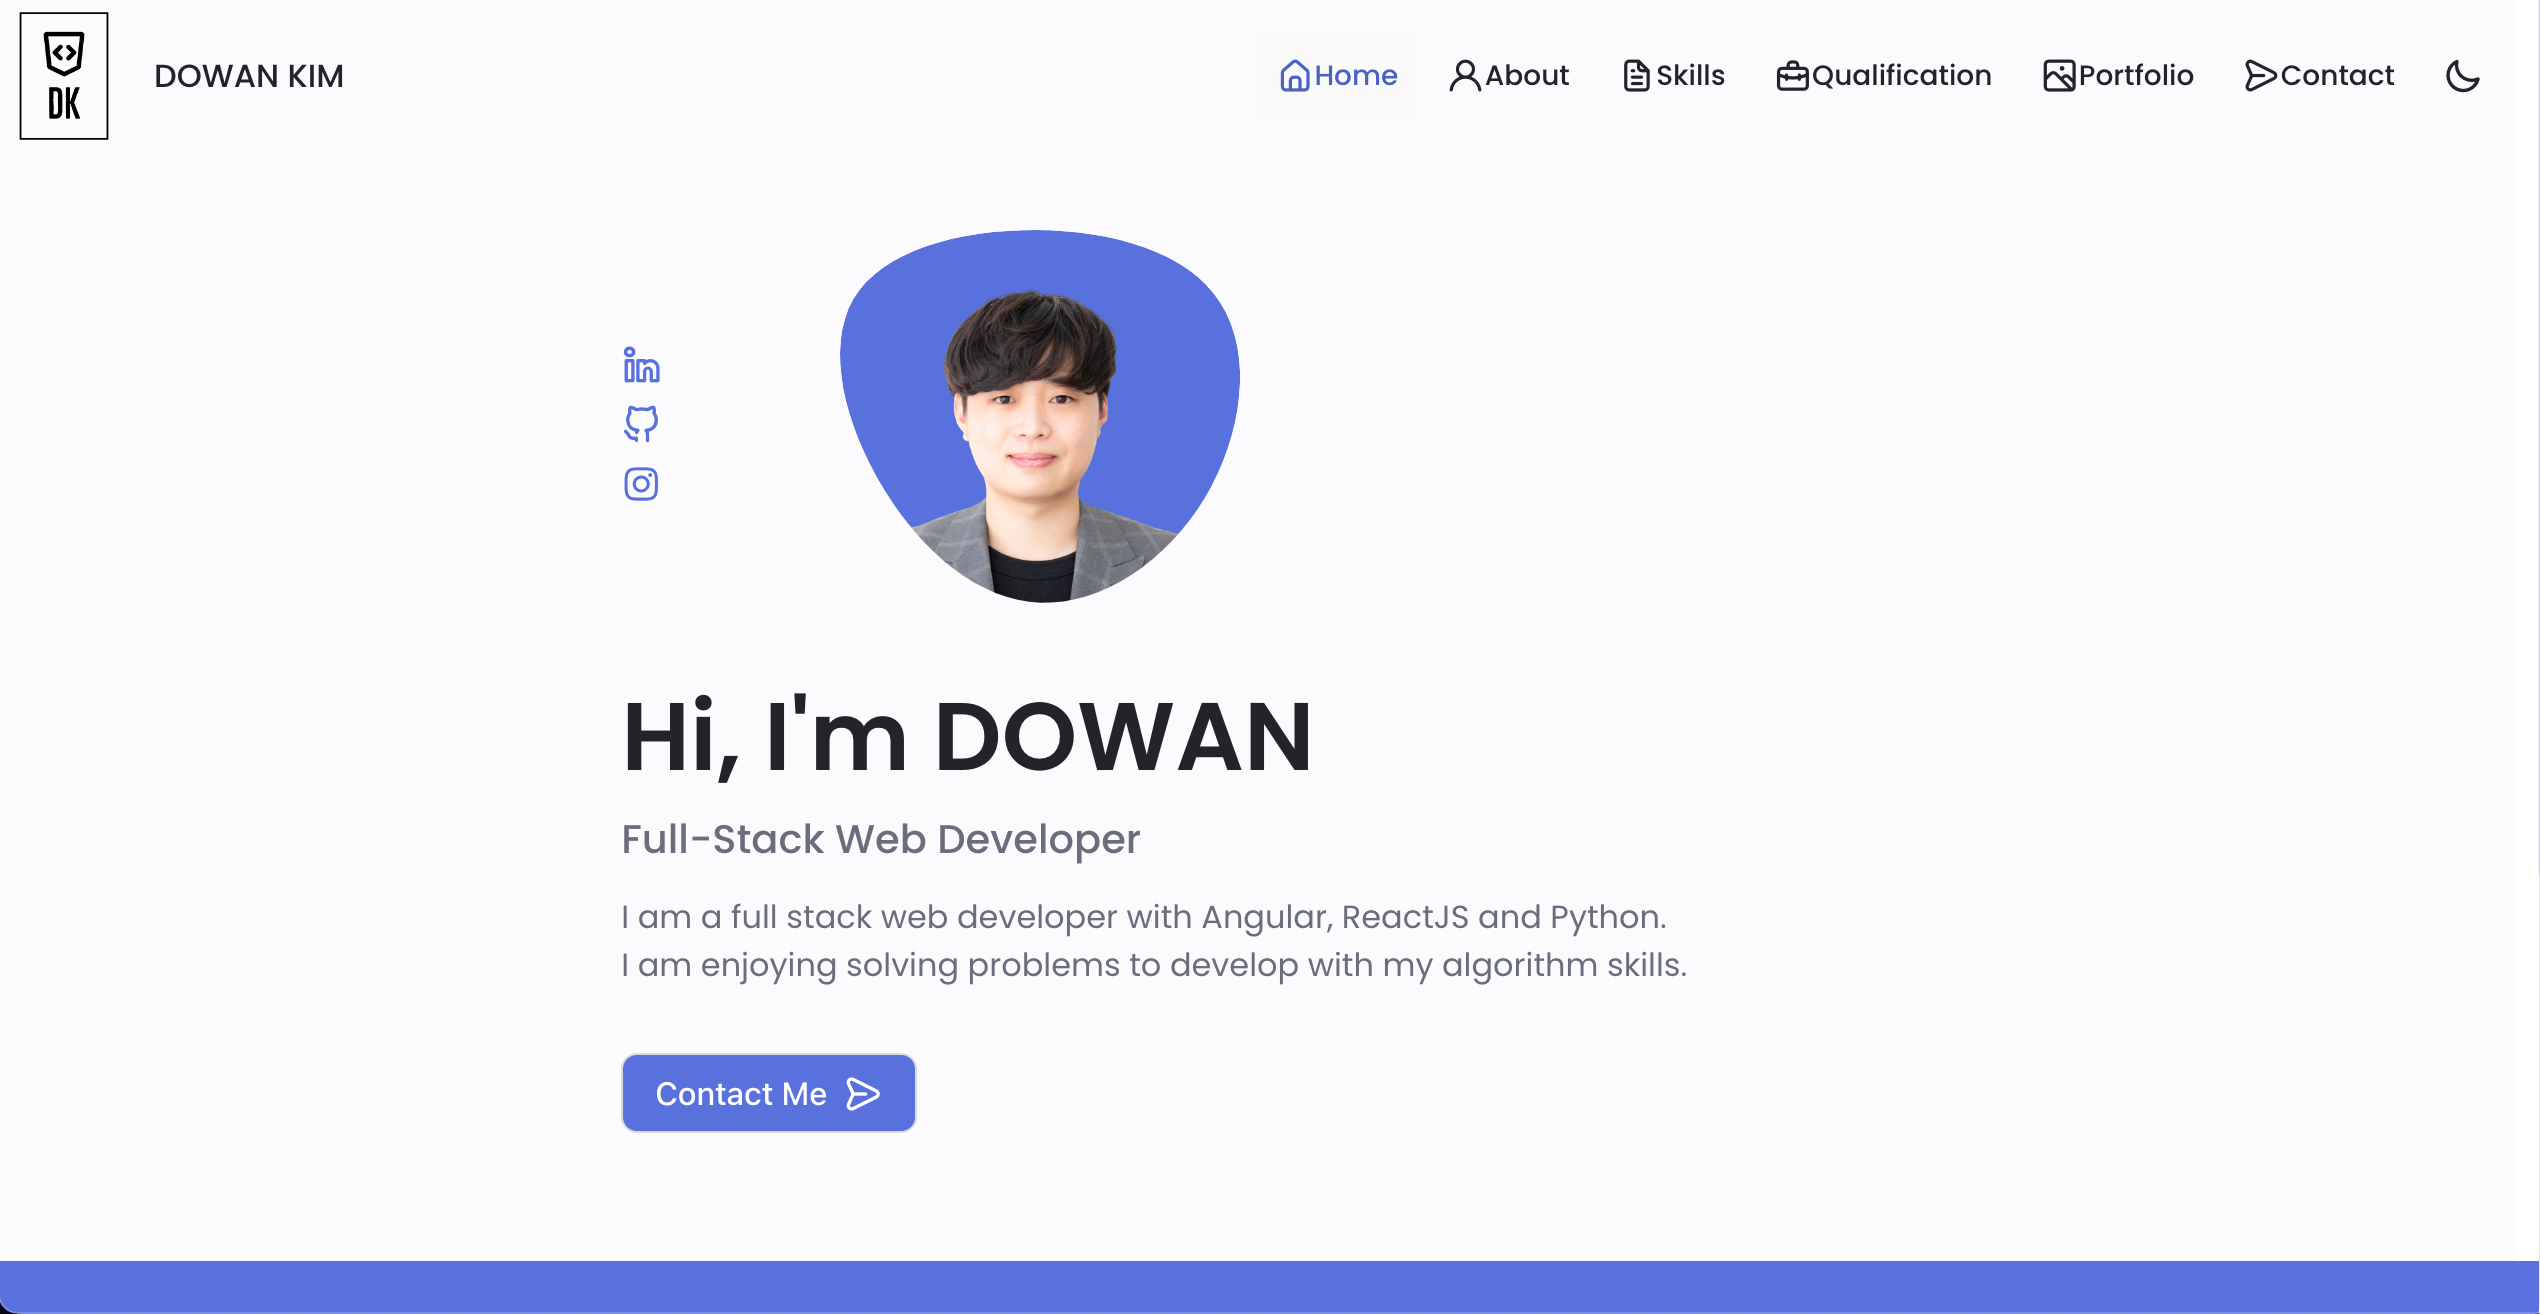 DK
DOWAN KIM
Home About Skills Qualification Portfolio Contact
in
Hi, I'm DOWAN
Full-Stack Web Developer
I am a full stack web developer with Angular, ReactJS and Python.
I am enjoying solving problems to develop with my algorithm skills.
Contact Me